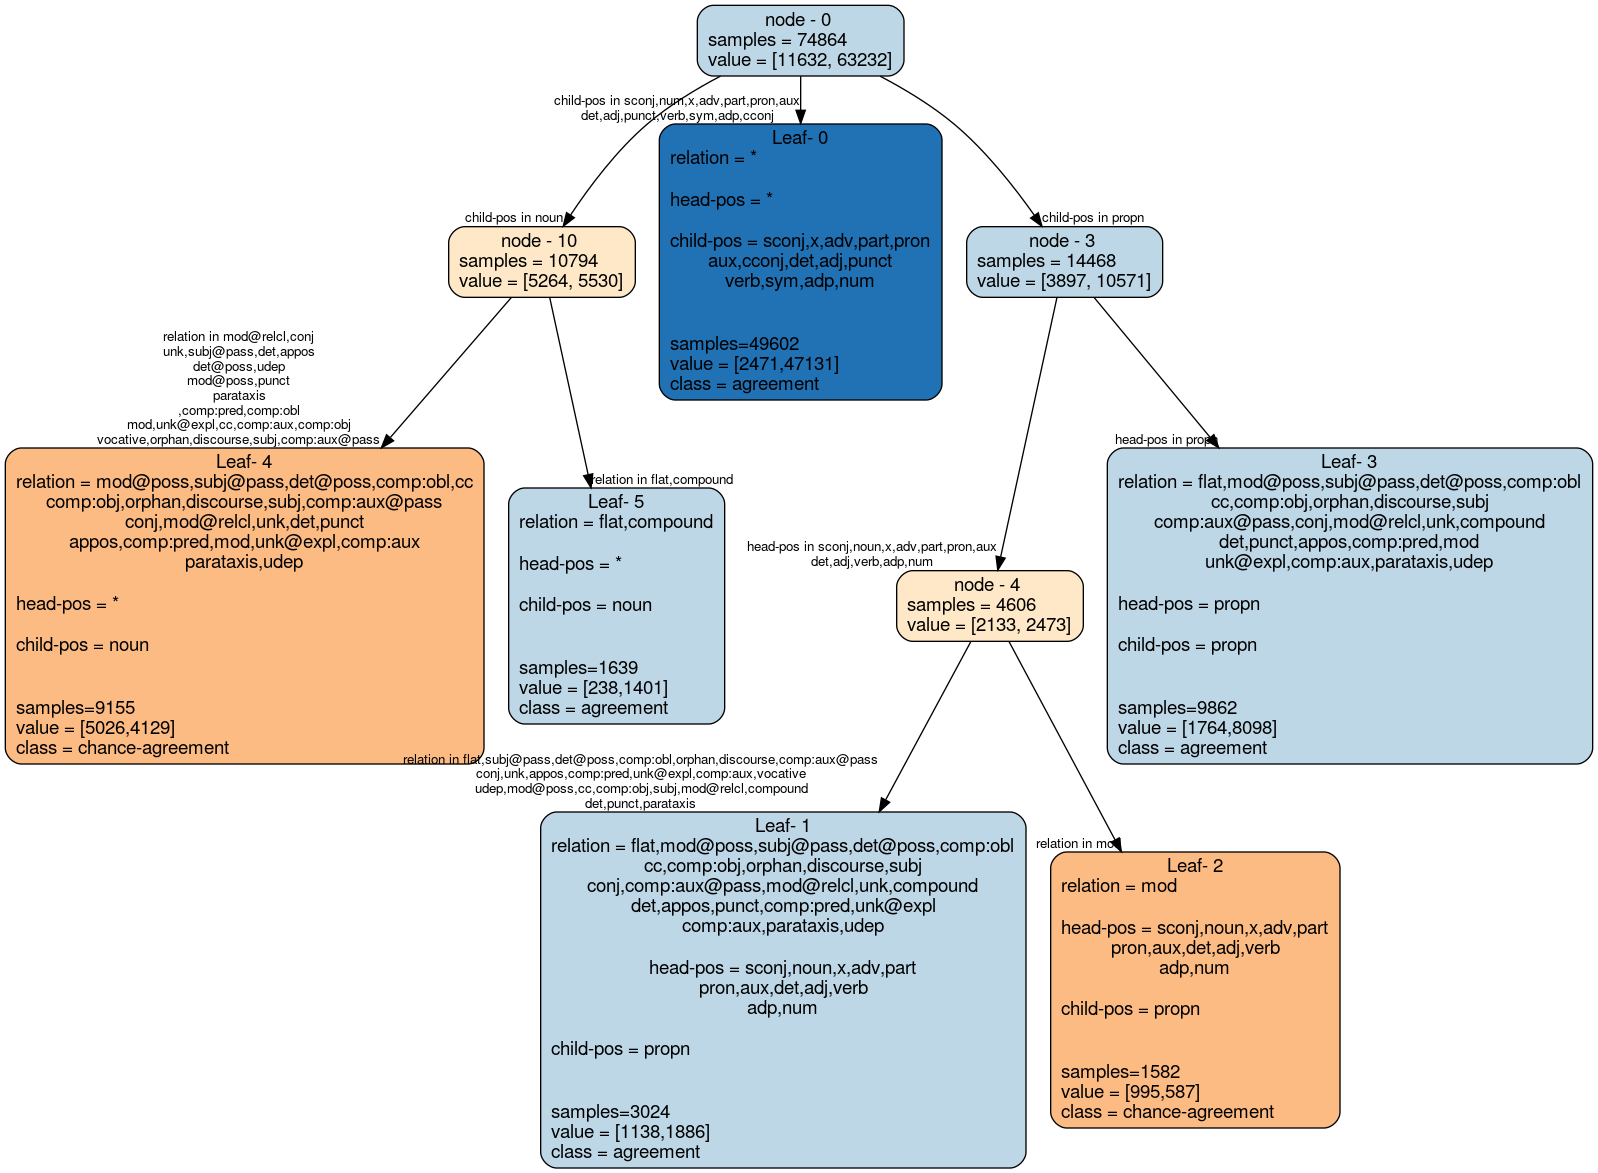 node - 0
samples = 74864
value = [11632, 63232]
child-pos in sconj,num,x,adv,part,pron,aux
det,adj,punct,verb,sym,adp,cconj
Leaf- 0
relation = *
head-pos = *
child-pos = sconj,x,adv,part,pron
aux,cconj,det,adj,punct
verb,sym,adp,num
samples=49602
value = [2471,47131]
class = agreement
child-pos in noun
node - 10
samples = 10794
value = [5264, 5530]
child-pos in propn
node - 3
samples = 14468
value = [3897, 10571]
relation in mod@relcl,conj
unk,subj@pass,det,appos
det@poss,udep
mod@poss,punct
parataxis
,comp:pred,comp:obl
mod,unk@expl,cc,comp:aux,comp:obj
vocative,orphan,discourse,subj,comp:aux@pass
Leaf- 4
relation = mod@poss,subj@pass,det@poss,comp:obl,cc
comp:obj,orphan,discourse,subj,comp:aux@pass
conj,mod@relcl,unk,det,punct
appos,comp:pred,mod,unk@expl,comp:aux
parataxis,udep
head-pos = *
child-pos = noun
samples=9155
value = [5026,4129]
class = chance-agreement
relation in flat,compound
Leaf- 5
relation = flat,compound
head-pos = *
child-pos = noun
samples=1639
value = [238,1401]
class = agreement
head-pos in sconj,noun,x,adv,part,pron,aux
det,adj,verb,adp,num
node - 4
samples = 4606
value = [2133, 2473]
head-pos in propn
Leaf- 3
relation = flat,mod@poss,subj@pass,det@poss,comp:obl
cc,comp:obj,orphan,discourse,subj
comp:aux@pass,conj,mod@relcl,unk,compound
det,punct,appos,comp:pred,mod
unk@expl,comp:aux,parataxis,udep
head-pos = propn
child-pos = propn
samples=9862
value = [1764,8098]
class = agreement
relation in flat,subj@pass,det@poss,comp:obl,orphan,discourse,comp:aux@pass
conj,unk,appos,comp:pred,unk@expl,comp:aux,vocative
udep,mod@poss,cc,comp:obj,subj,mod@relcl,compound
det,punct,parataxis
Leaf- 1
relation = flat,mod@poss,subj@pass,det@poss,comp:obl
cc,comp:obj,orphan,discourse,subj
conj,comp:aux@pass,mod@relcl,unk,compound
det,appos,punct,comp:pred,unk@expl
comp:aux,parataxis,udep
head-pos = sconj,noun,x,adv,part
pron,aux,det,adj,verb
adp,num
child-pos = propn
samples=3024
value = [1138,1886]
class = agreement
relation in mod
Leaf- 2
relation = mod
head-pos = sconj,noun,x,adv,part
pron,aux,det,adj,verb
adp,num
child-pos = propn
samples=1582
value = [995,587]
class = chance-agreement